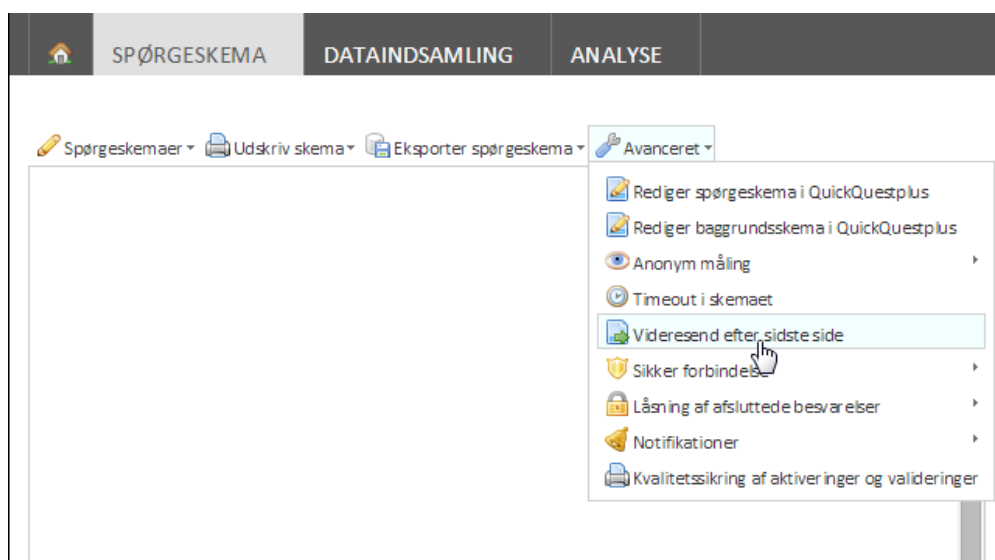 SPØRGESKEMA DATAINDSAMLING ANALYSE
Spørgeskemaer Udskriv skema Eksporter spørgeskema Avanceret
Rediger spørgeskema i QuickQuestplus
Rediger baggrundsskema i QuickQuestplus
Anonym måling
Timeout i skemaet
Videresend efter sidste side
Sikker forbindelse
Låsning af afsluttede besvarelser
Notifikationer
Kvalitetssikring af aktiveringer og valideringer